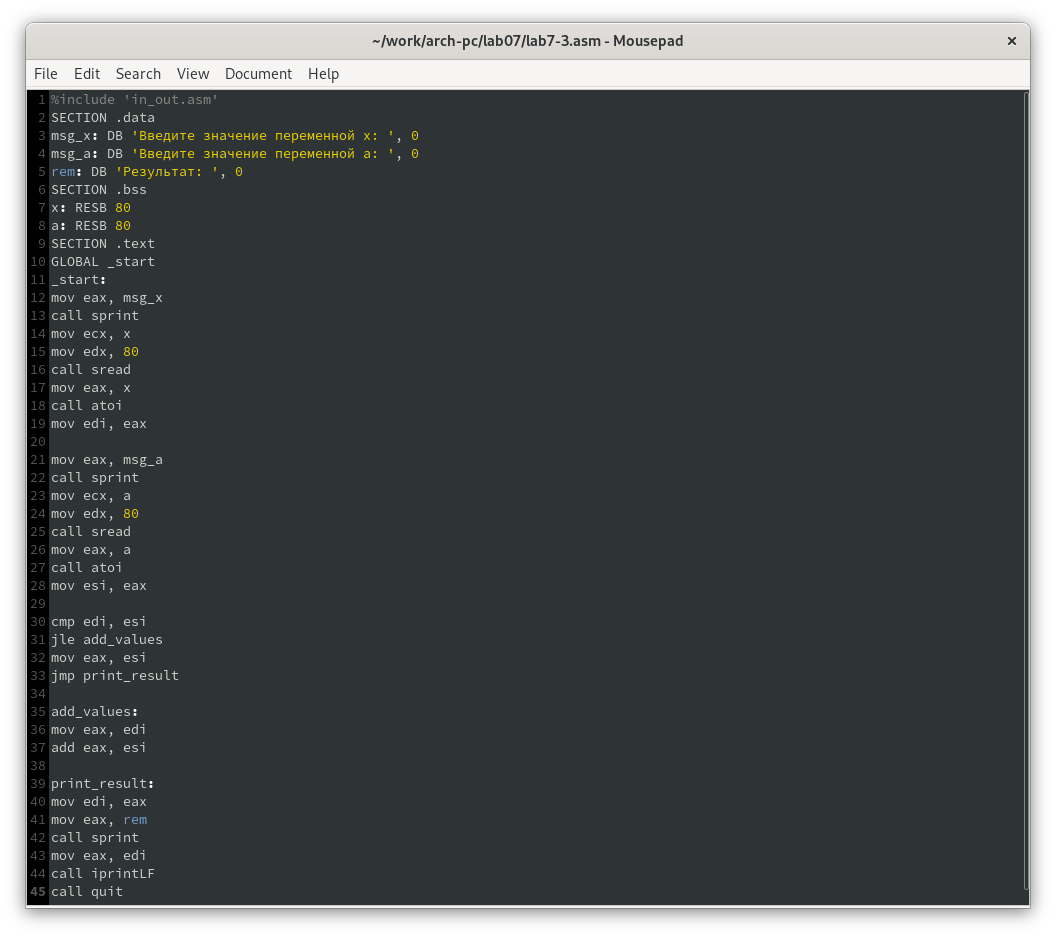 ~/work/arch-pc/lab07/lab7-3.asm - Mousepad ×
File Edit Search View Document Help
1 %include 'in_out.asm'
2 SECTION .data
3 msg_x: DB 'Введите значение переменной x: ', 0
4 msg_a: DB 'Введите значение переменной a: ', 0
5 rem: DB 'Результат: ', 0
6 SECTION .bss
7 x: RESB 80
8 a: RESB 80
9 SECTION .text
10 GLOBAL _start
11 _start:
12 mov eax, msg_x
13 call sprint
14 mov ecx, x
15 mov edx, 80
16 call sread
17 mov eax, x
18 call atoi
19 mov edi, eax
20
21 mov eax, msg_a
22 call sprint
23 mov ecx, a
24 mov edx, 80
25 call sread
26 mov eax, a
27 call atoi
28 mov esi, eax
29
30 cmp edi, esi
31 jle add_values
32 mov eax, esi
33 jmp print_result
34
35 add_values:
36 mov eax, edi
37 add eax, esi
38
39 print_result:
40 mov edi, eax
41 mov eax, rem
42 call sprint
43 mov eax, edi
44 call iprintLF
45 call quit